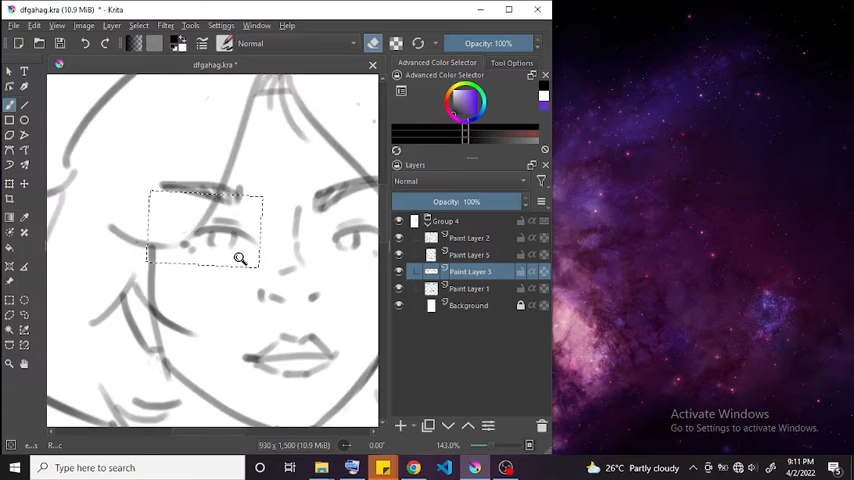 dfgahag.kra (10.9 MiB) * - Krita
File Edit View Image Layer Select Filter Tools Settings Window Help
Normal
Opacity: 100%
dfgahag.kra *
Advanced Color Selector
Tool Options
Advanced Color Selector
Layers
Normal
Opacity: 100%
Group 4
Paint Layer 2
Paint Layer 5
Paint Layer 3
Paint Layer 1
Background
e...s R...c
930 x 1,500 (10.9 MiB)
0.00°
143.0%
Activate Windows
Go to Settings to activate Windows.
Type here to search
26°C Partly cloudy
9:11 PM
4/2/2022
5